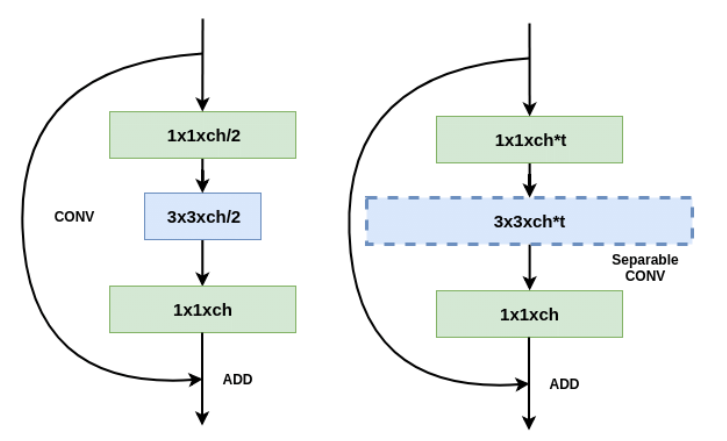 1x1xch/2
3x3xch/2
CONV
1x1xch
ADD
1x1xch*t
3x3xch*t
Separable
CONV
1x1xch
ADD